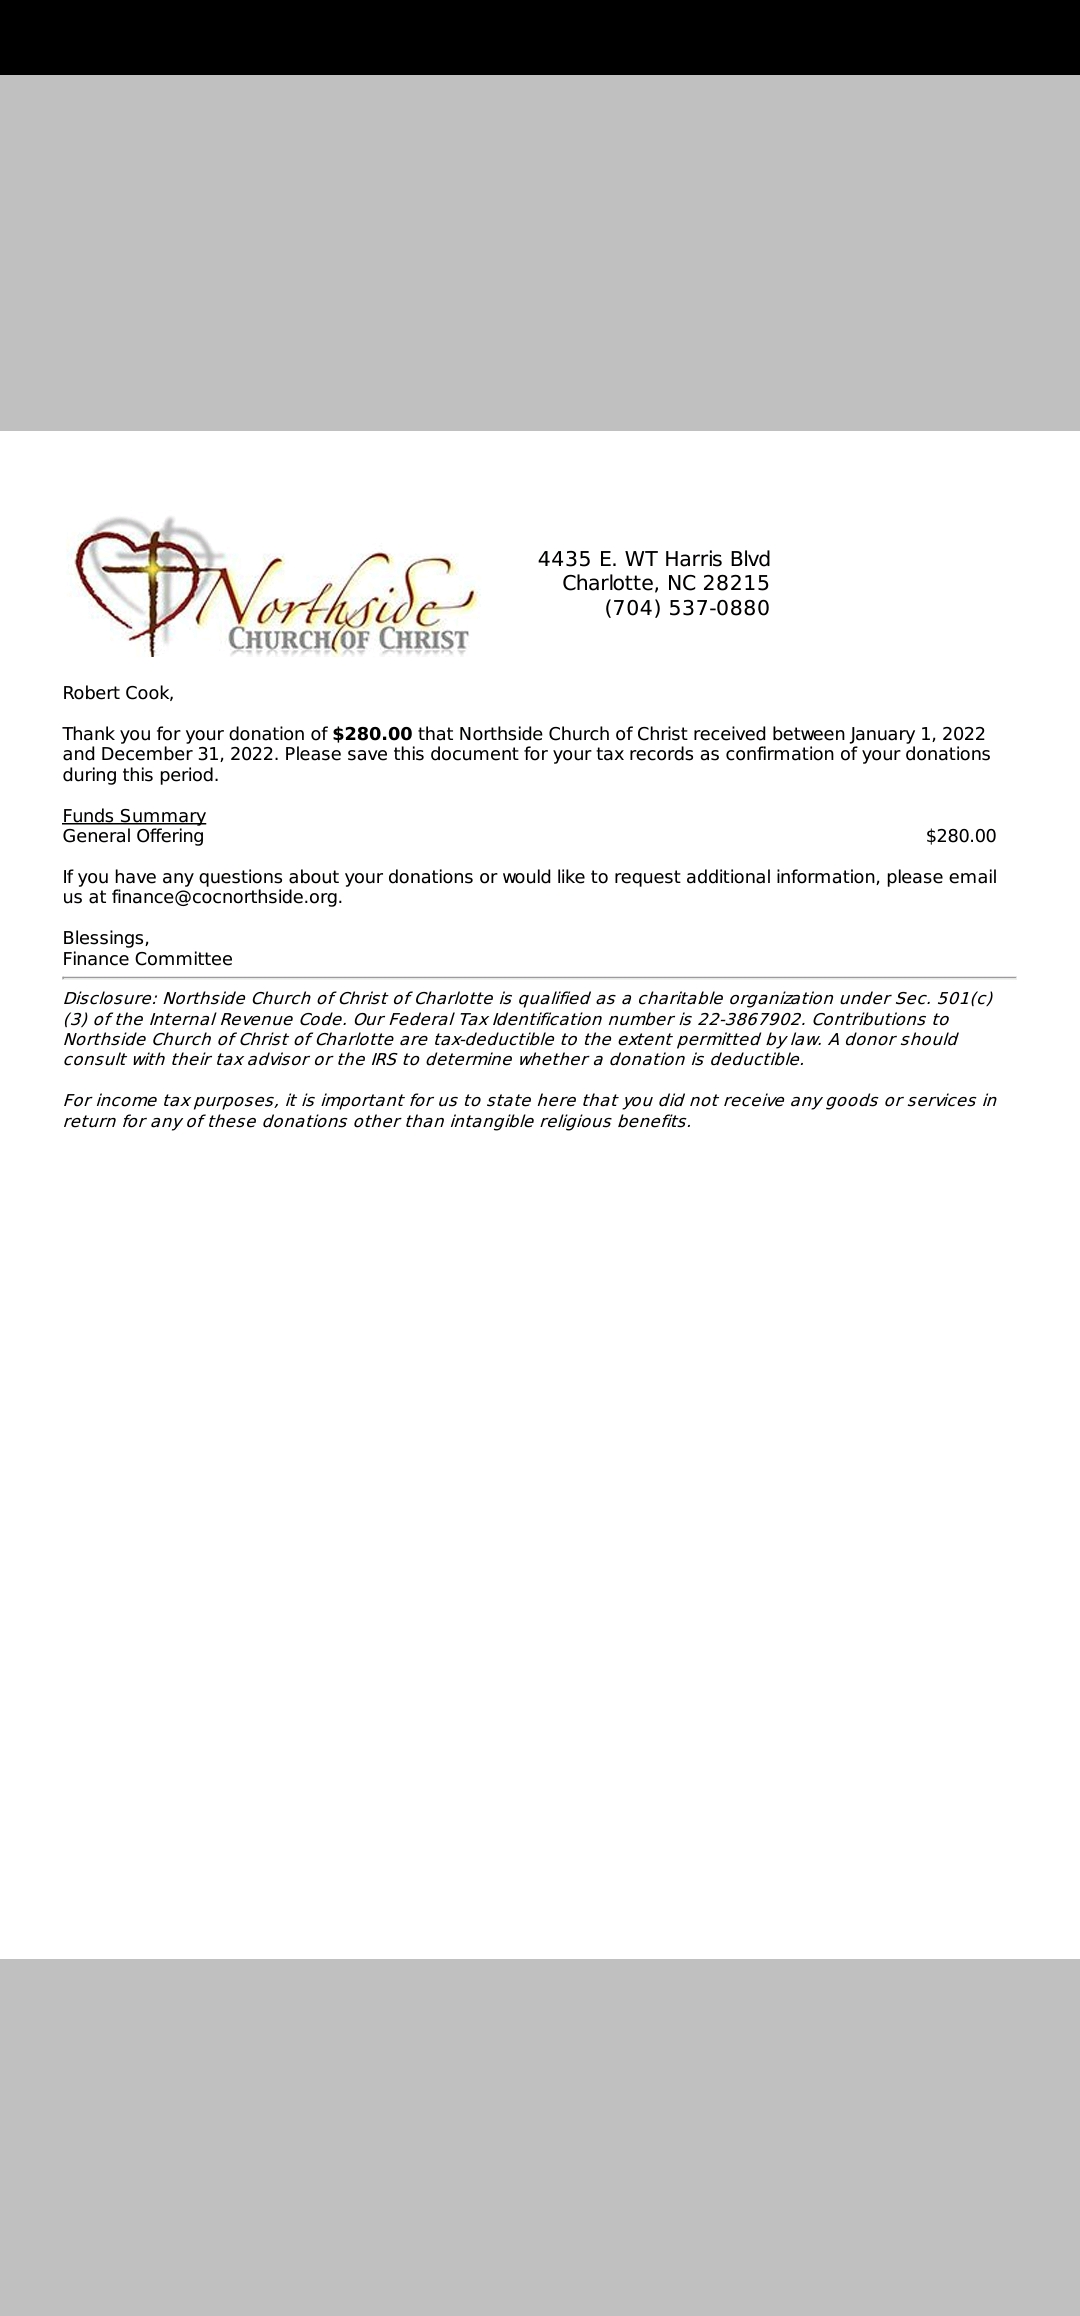 Northside
CHURCH OF CHRIST
4435 E. WT Harris Blvd
Charlotte, NC 28215
(704) 537-0880
Robert Cook,
Thank you for your donation of $280.00 that Northside Church of Christ received between January 1, 2022
and December 31, 2022. Please save this document for your tax records as confirmation of your donations
during this period.
Funds Summary
General Offering $280.00
If you have any questions about your donations or would like to request additional information, please email
us at finance@cocnorthside.org.
Blessings,
Finance Committee
Disclosure: Northside Church of Christ of Charlotte is qualified as a charitable organization under Sec. 501(c)
(3) of the Internal Revenue Code. Our Federal Tax Identification number is 22-3867902. Contributions to
Northside Church of Christ of Charlotte are tax-deductible to the extent permitted by law. A donor should
consult with their tax advisor or the IRS to determine whether a donation is deductible.
For income tax purposes, it is important for us to state here that you did not receive any goods or services in
return for any of these donations other than intangible religious benefits.